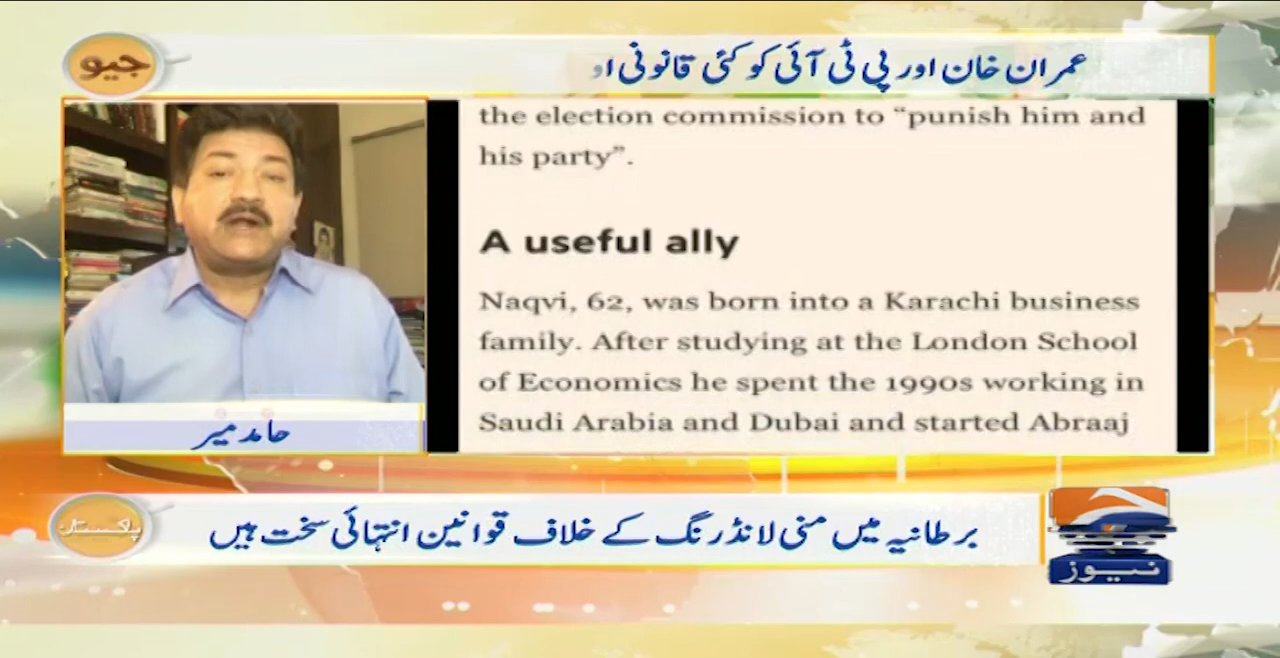 جیو
عمران خان اور پی ٹی آئی کو کئی قانونی او
the election commission to “punish him and
his party”.
A useful ally
Naqvi, 62, was born into a Karachi business
family. After studying at the London School
of Economics he spent the 1990s working in
Saudi Arabia and Dubai and started Abraaj
حامد میر
پاکستان
برطانیہ میں منی لانڈرنگ کے خلاف قوانین انتہائی سخت ہیں
نیوز